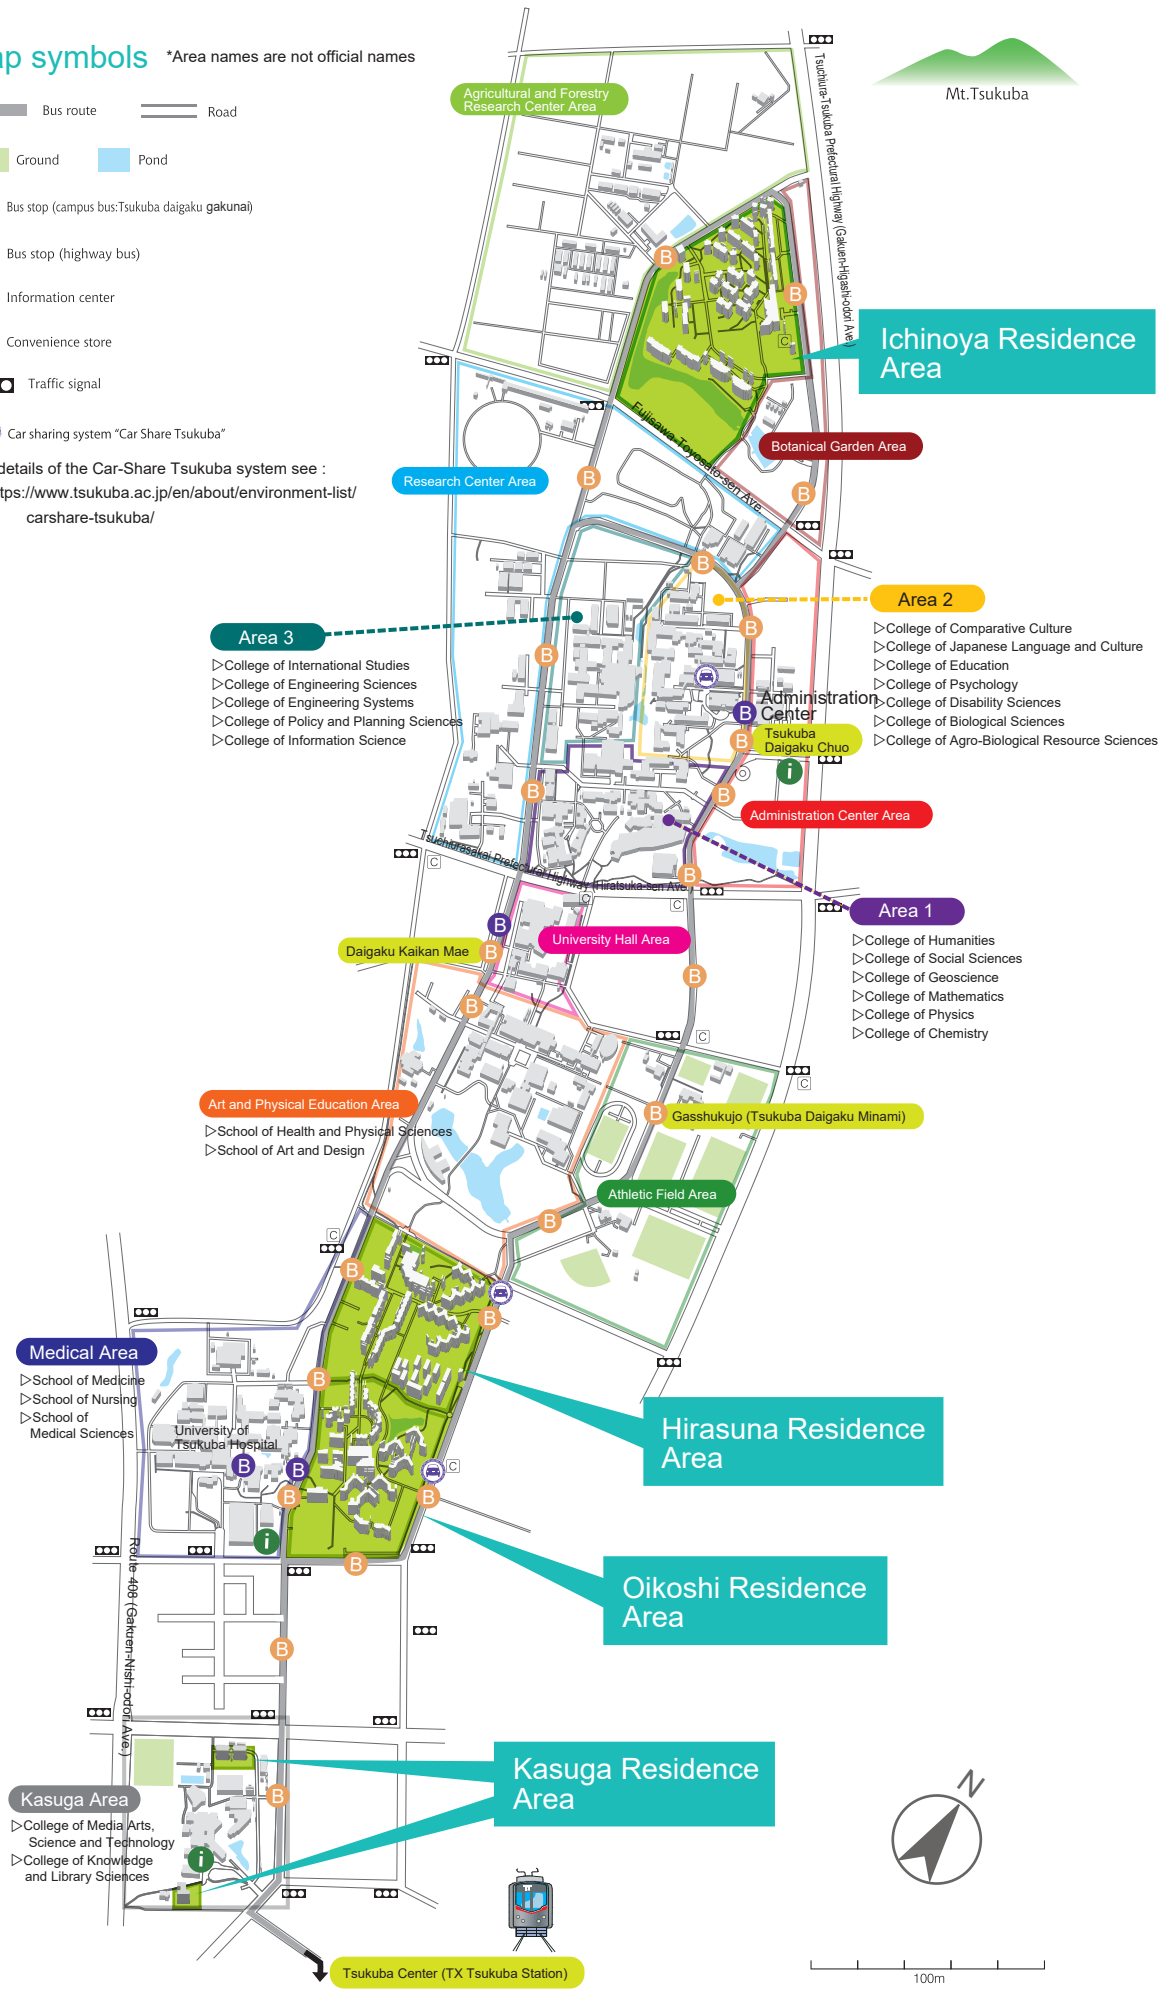 ap symbols
*Area names are not official names
Bus route
Road
Ground
Pond
Bus stop (campus bus:Tsukuba daigaku gakunai)
Bus stop (highway bus)
Information center
Convenience store
Traffic signal
Car sharing system “Car Share Tsukuba”
details of the Car-Share Tsukuba system see :
tps://www.tsukuba.ac.jp/en/about/environment-list/
carshare-tsukuba/
Mt.Tsukuba
Agricultural and Forestry
Research Center Area
Tsuchiura-Tsukuba Prefectural Highway (Gakuen-Higashi-odori Ave.)
B
B
C
Ichinoya Residence
Area
Fujisawa-Toyosato-sen Ave.
Botanical Garden Area
Research Center Area
B
B
B
Area 2
▷College of Comparative Culture
▷College of Japanese Language and Culture
▷College of Education
▷College of Psychology
▷College of Disability Sciences
▷College of Biological Sciences
▷College of Agro-Biological Resource Sciences
Area 3
▷College of International Studies
▷College of Engineering Sciences
▷College of Engineering Systems
▷College of Policy and Planning Sciences
▷College of Information Science
B
B
B
Administration
Center
B
Tsukuba
Daigaku Chuo
i
B
B
Administration Center Area
Tsuchiurasakai Prefectural Highway (Hiratsuka-sen Ave.)
C
B
C
C
Area 1
▷College of Humanities
▷College of Social Sciences
▷College of Geoscience
▷College of Mathematics
▷College of Physics
▷College of Chemistry
B
Daigaku Kaikan Mae
B
University Hall Area
B
B
C
C
Art and Physical Education Area
▷School of Health and Physical Sciences
▷School of Art and Design
B
Gasshukujo (Tsukuba Daigaku Minami)
Athletic Field Area
B
C
B
B
Medical Area
▷School of Medicine
▷School of Nursing
▷School of
Medical Sciences
B
University of
Tsukuba Hospital
B
B
B
C
B
i
B
Hirasuna Residence
Area
Oikoshi Residence
Area
Route 408 (Gakuen-Nishi-odori Ave.)
B
B
Kasuga Residence
Area
Kasuga Area
▷College of Media Arts,
Science and Technology
▷College of Knowledge
and Library Sciences
i
N
Tsukuba Center (TX Tsukuba Station)
100m